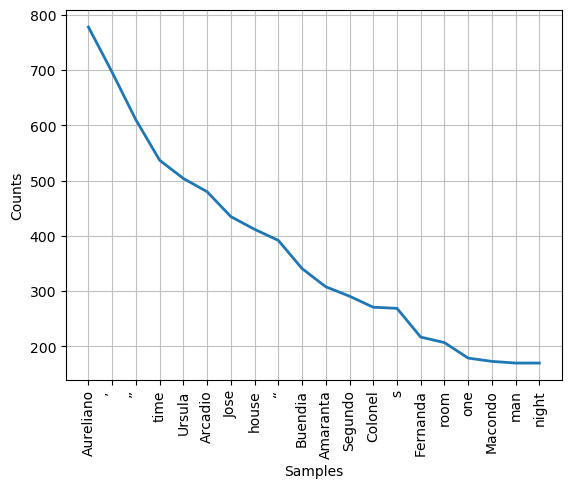 800
700
600
500
400
300
200
Counts
Aureliano
’
”
time
Ursula
Arcadio
Jose
house
“
Buendia
Amaranta
Segundo
Colonel
s
Fernanda
room
one
Macondo
man
night
Samples